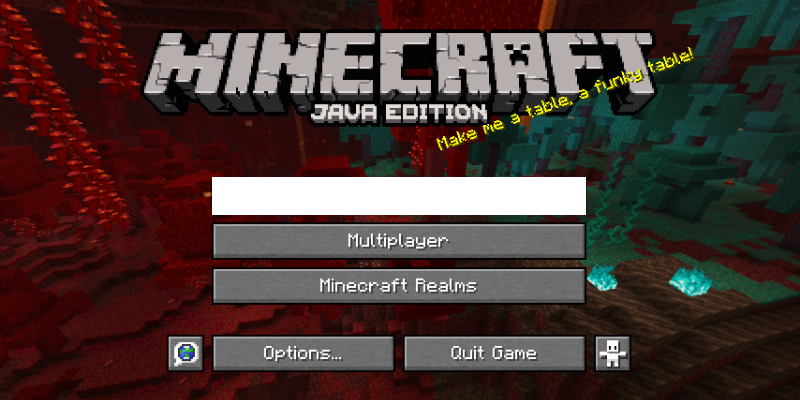 MINECRAFT
JAVA EDITION
Make me a table, a funky table!
Multiplayer
Minecraft Realms
Options...
Quit Game